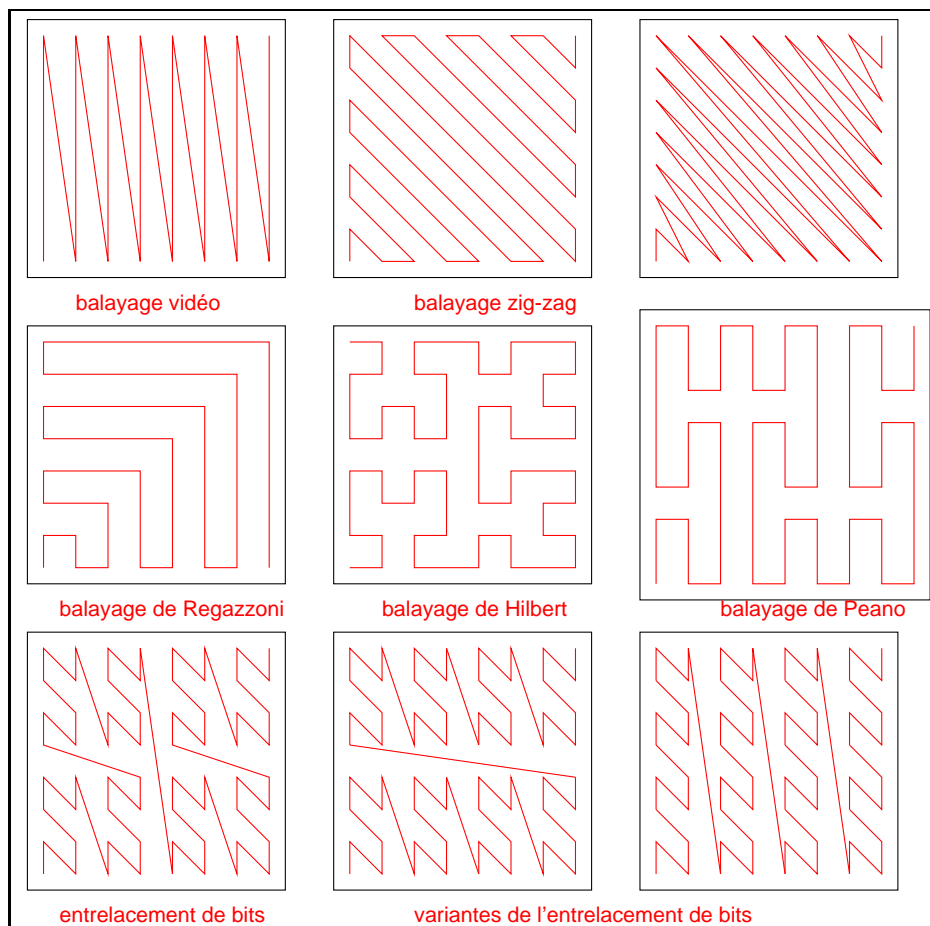 balayage vidéo
balayage zig-zag
balayage de Regazzoni
balayage de Hilbert
balayage de Peano
entrelacement de bits
variantes de l'entrelacement de bits